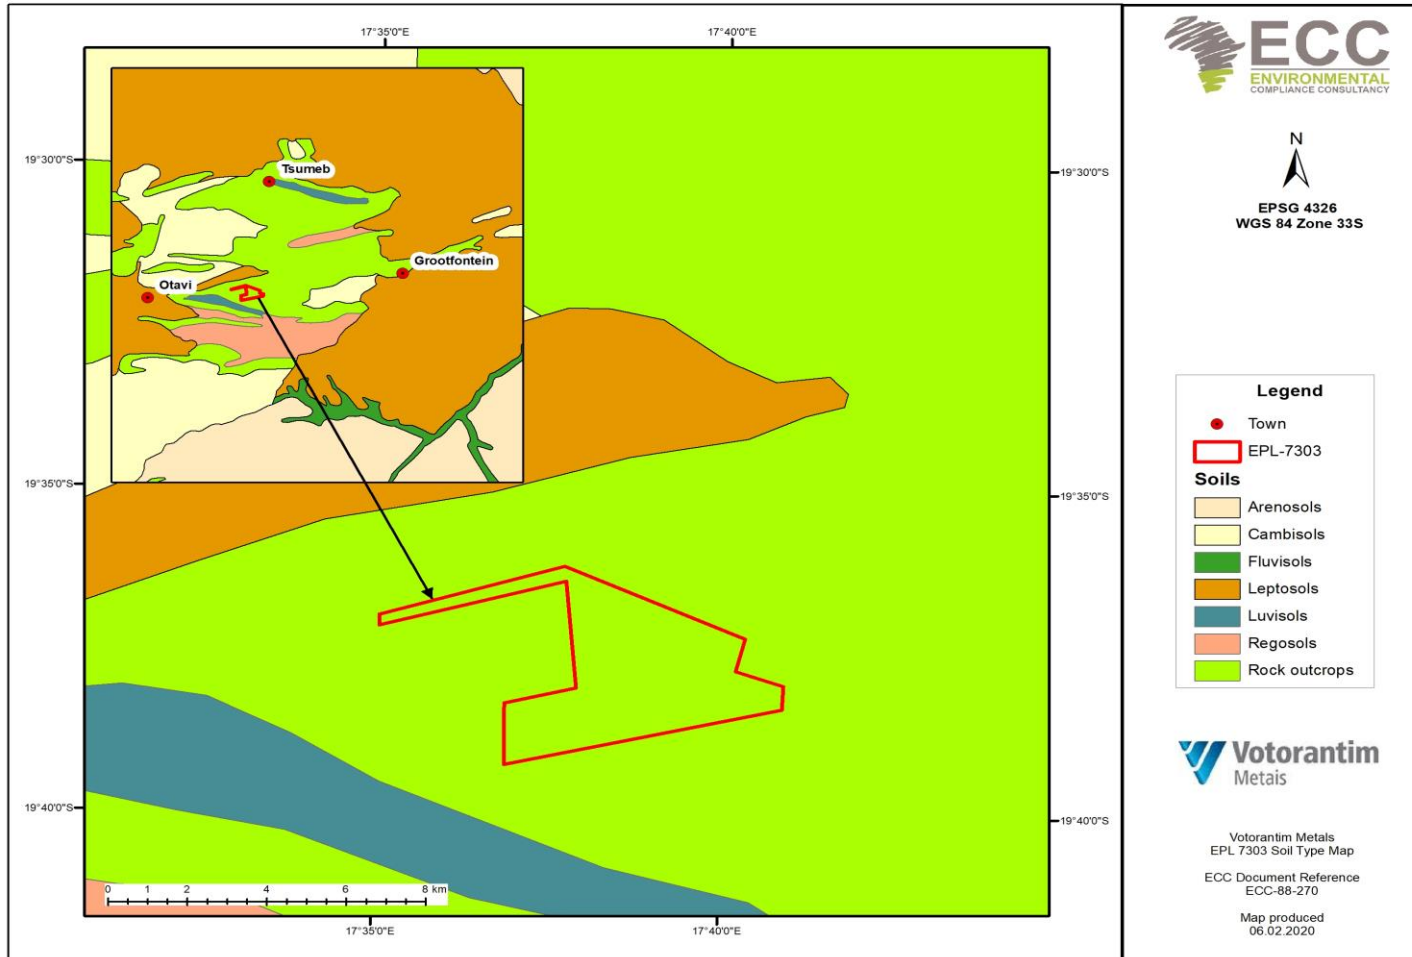 17°35'0"E
17°40'0"E
19°30'0"S
19°30'0"S
Tsumeb
Grootfontein
Otavi
19°35'0"S
19°35'0"S
19°40'0"S
19°40'0"S
0 1 2 4 6 8 km
17°35'0"E
17°40'0"E
ECC
ENVIRONMENTAL
COMPLIANCE CONSULTANCY
N
EPSG 4326
WGS 84 Zone 33S
Legend
Town
EPL-7303
Soils
Arenosols
Cambisols
Fluvisols
Leptosols
Luvisols
Regosols
Rock outcrops
Votorantim
Metais
Votorantim Metals
EPL 7303 Soil Type Map
ECC Document Reference
ECC-88-270
Map produced
06.02.2020